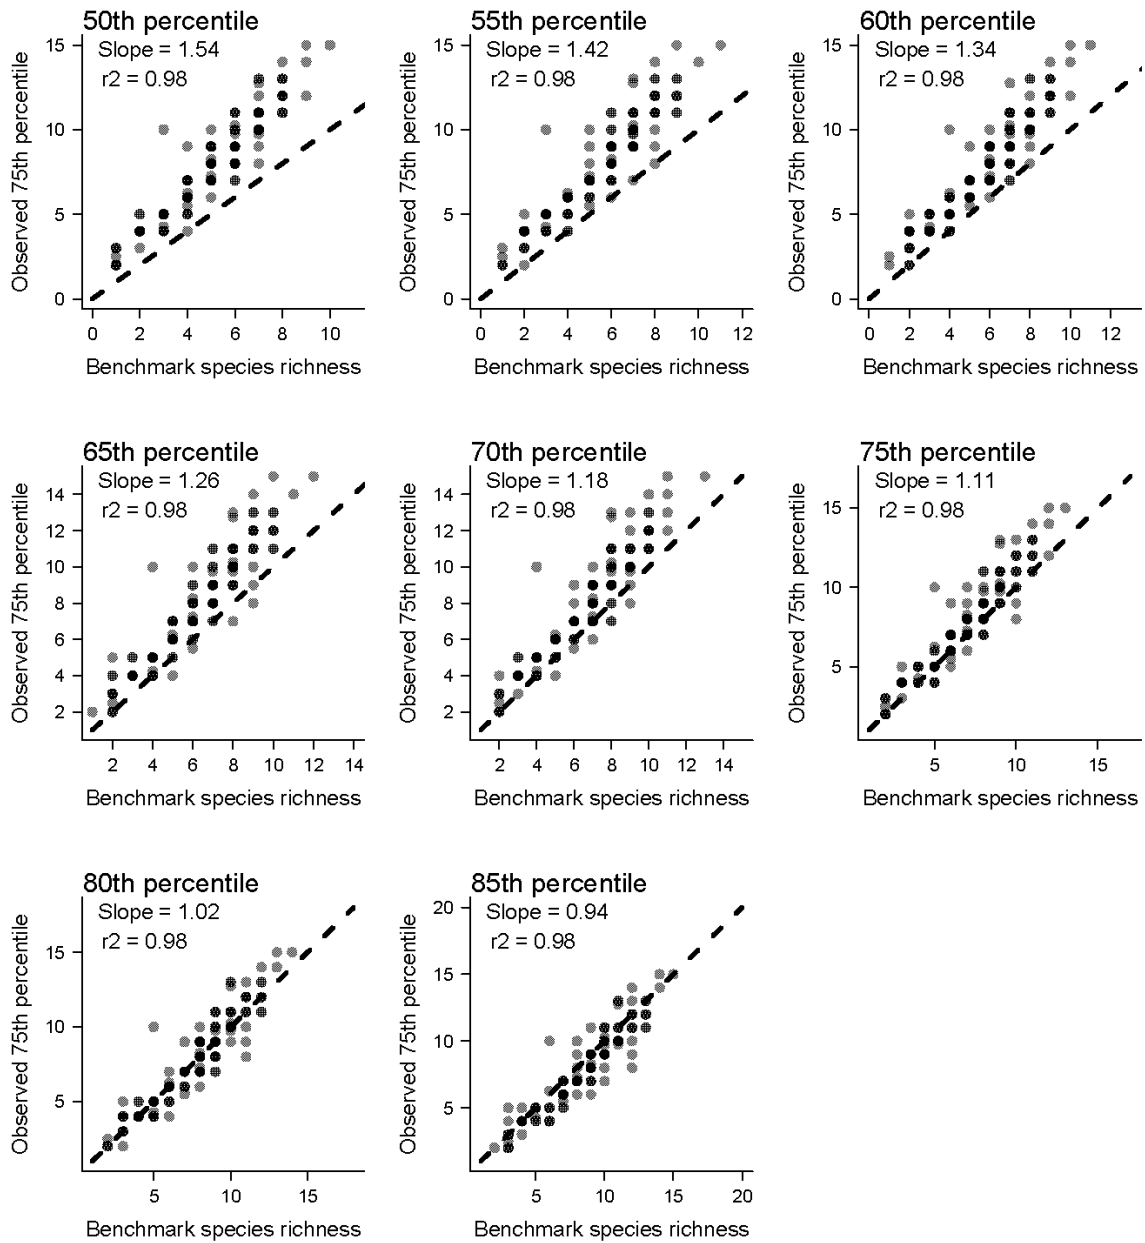 50th percentile
Slope = 1.54
r2 = 0.98
Observed 75th percentile
15
10
5
0
0 2 4 6 8 10
Benchmark species richness
55th percentile
Slope = 1.42
r2 = 0.98
Observed 75th percentile
15
10
5
0
0 2 4 6 8 10 12
Benchmark species richness
60th percentile
Slope = 1.34
r2 = 0.98
Observed 75th percentile
15
10
5
0
0 2 4 6 8 10 12
Benchmark species richness
65th percentile
Slope = 1.26
r2 = 0.98
Observed 75th percentile
14
12
10
8
6
4
2
2 4 6 8 10 12 14
Benchmark species richness
70th percentile
Slope = 1.18
r2 = 0.98
Observed 75th percentile
14
12
10
8
6
4
2
2 4 6 8 10 12 14
Benchmark species richness
75th percentile
Slope = 1.11
r2 = 0.98
Observed 75th percentile
15
10
5
5 10 15
Benchmark species richness
80th percentile
Slope = 1.02
r2 = 0.98
Observed 75th percentile
15
10
5
5 10 15
Benchmark species richness
85th percentile
Slope = 0.94
r2 = 0.98
Observed 75th percentile
20
15
10
5
5 10 15 20
Benchmark species richness